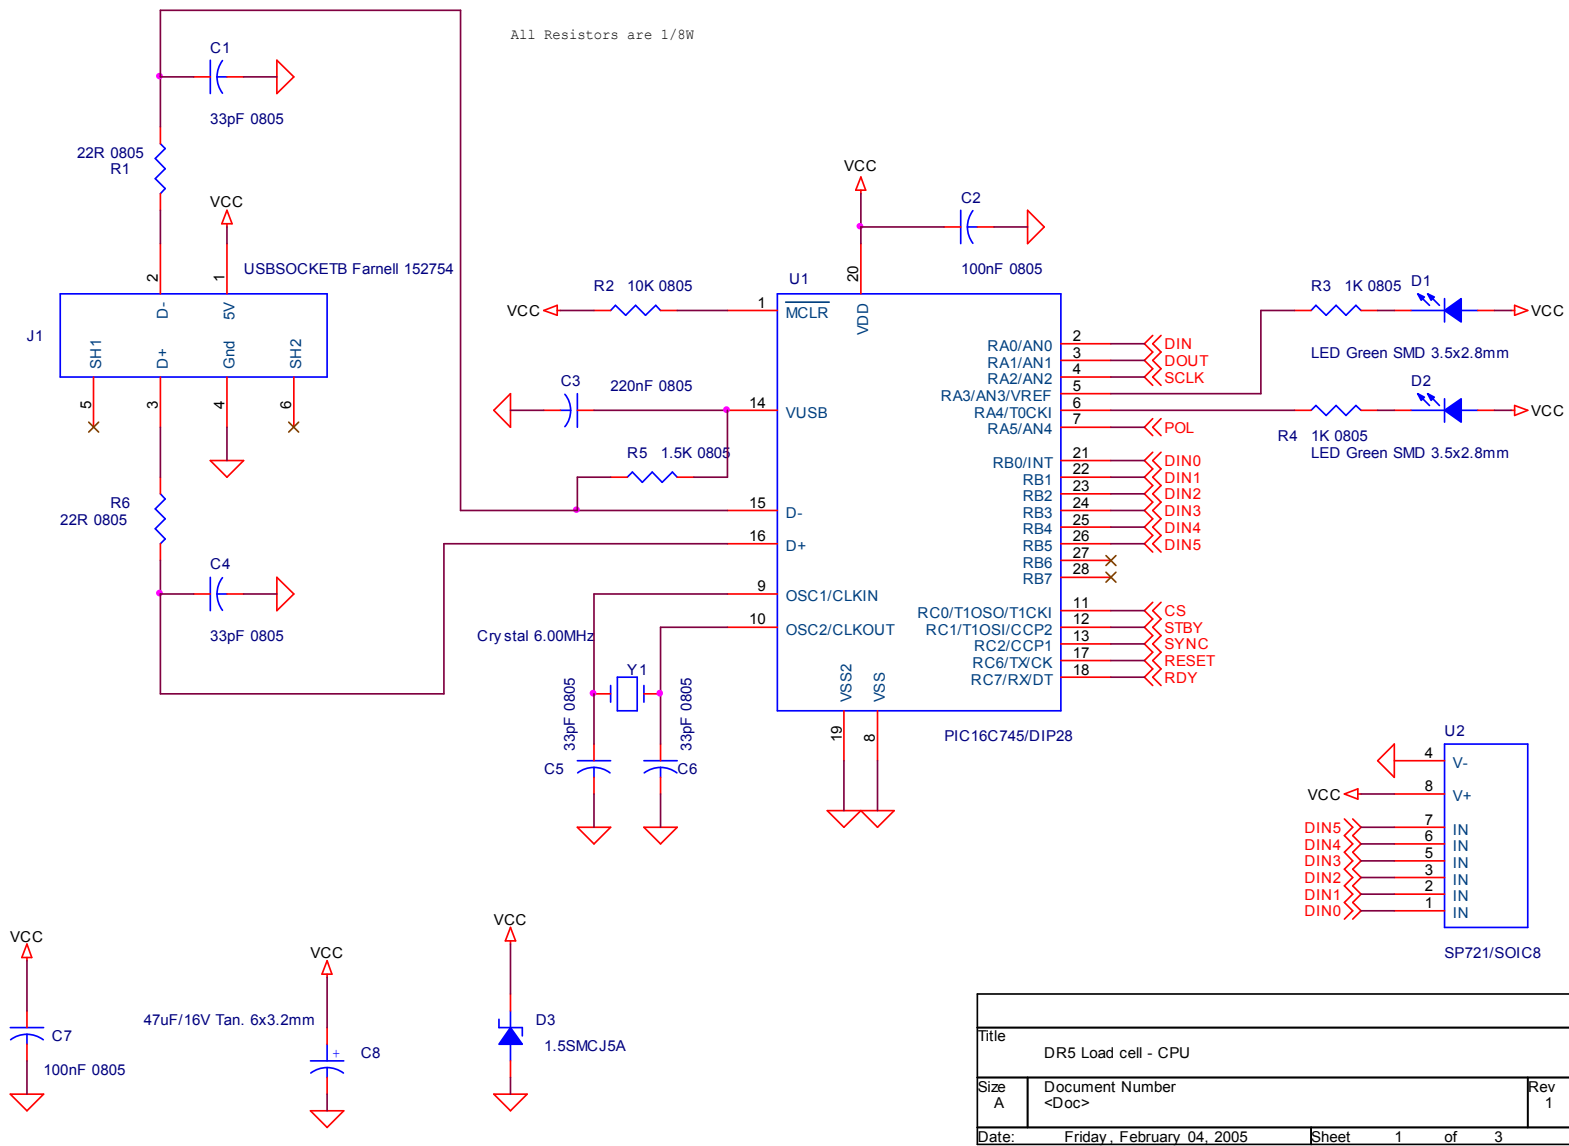 All Resistors are 1/8W
C1
33pF 0805
22R 0805
R1
VCC
USBSOCKETB Farnell 152754
2
1
D-
5V
J1
SH1
D+
Gnd
SH2
5
3
4
6
R6
22R 0805
C4
33pF 0805
VCC
C2
100nF 0805
20
U1
R2 10K 0805
VCC
1
MCLR
VDD
C3
220nF 0805
14
VUSB
R5 1.5K 0805
15
D-
16
D+
9
OSC1/CLKIN
10
OSC2/CLKOUT
Crystal 6.00MHz
Y1
33pF 0805
33pF 0805
C5
C6
VSS2
VSS
19
8
PIC16C745/DIP28
RA0/AN0 2 DIN
RA1/AN1 3 DOUT
RA2/AN2 4 SCLK
RA3/AN3/VREF 5
RA4/T0CKI 6
RA5/AN4 7 POL
RB0/INT 21 DIN0
RB1 22 DIN1
RB2 23 DIN2
RB3 24 DIN3
RB4 25 DIN4
RB5 26 DIN5
RB6 27
RB7 28
RC0/T1OSO/T1CKI 11 CS
RC1/T1OSI/CCP2 12 STBY
RC2/CCP1 13 SYNC
RC6/TX/CK 17 RESET
RC7/RX/DT 18 RDY
R3 1K 0805 D1
VCC
LED Green SMD 3.5x2.8mm
D2
VCC
R4 1K 0805
LED Green SMD 3.5x2.8mm
U2
4 V-
VCC 8 V+
DIN5 7 IN
DIN4 6 IN
DIN3 5 IN
DIN2 3 IN
DIN1 2 IN
DIN0 1 IN
SP721/SOIC8
VCC
C7
100nF 0805
VCC
47uF/16V Tan. 6x3.2mm
+
C8
VCC
D3
1.5SMCJ5A
Title
DR5 Load cell - CPU
Size
A
Document Number
<Doc>
Rev
1
Date: Friday, February 04, 2005 Sheet 1 of 3